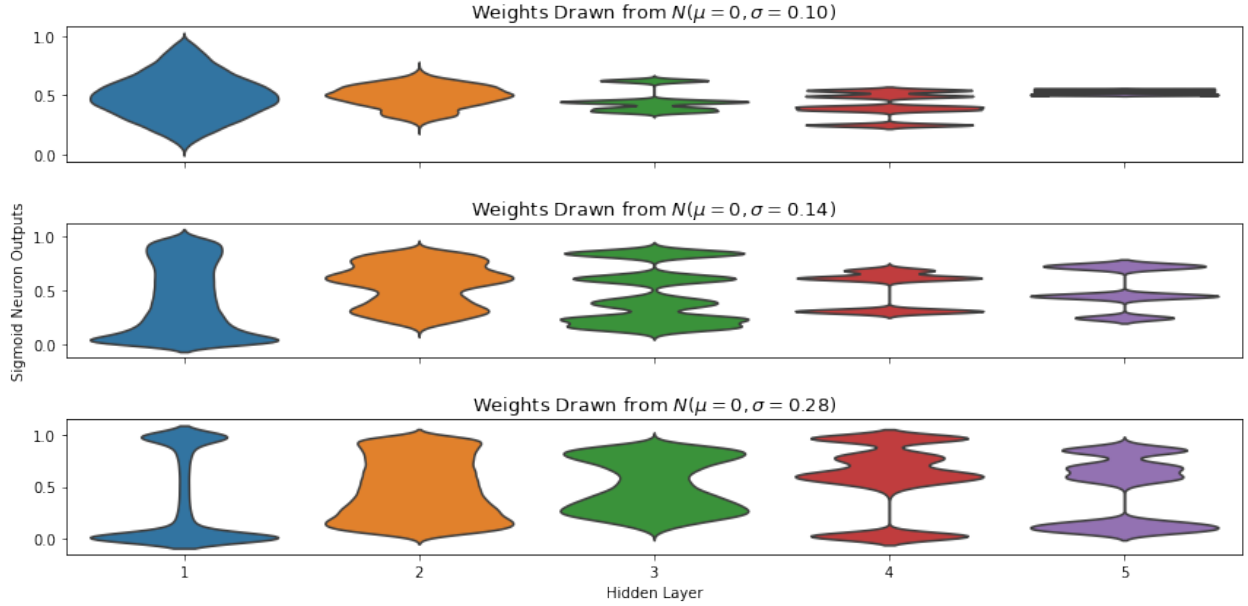 Weights Drawn from N(μ = 0, σ = 0.10)
1.0
0.5
0.0
Weights Drawn from N(μ = 0, σ = 0.14)
1.0
0.5
0.0
Sigmoid Neuron Outputs
Weights Drawn from N(μ = 0, σ = 0.28)
1.0
0.5
0.0
1 2 3 4 5
Hidden Layer